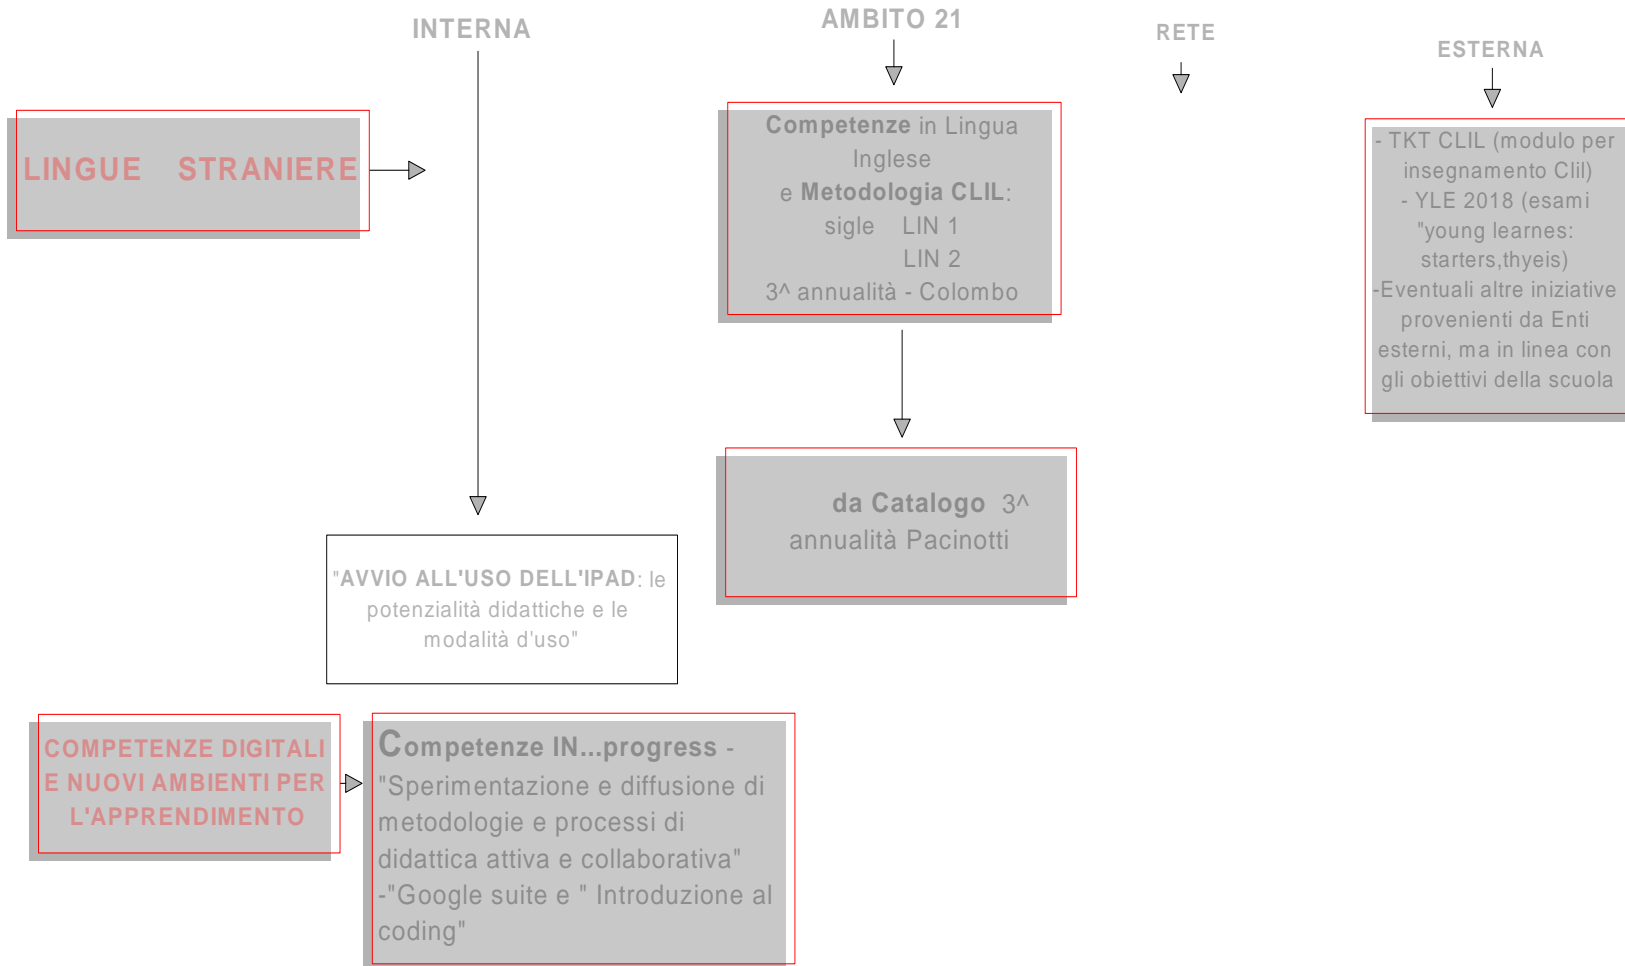 INTERNA
AMBITO 21
RETE
ESTERNA
LINGUE STRANIERE
Competenze in Lingua
Inglese
e Metodologia CLIL:
sigle LIN 1
LIN 2
3^ annualità - Colombo
- TKT CLIL (modulo per
insegnamento Clil)
- YLE 2018 (esami
"young learnes:
starters,thyeis)
-Eventuali altre iniziative
provenienti da Enti
esterni, ma in linea con
gli obiettivi della scuola
da Catalogo 3^
annualità Pacinotti
"AVVIO ALL'USO DELL'IPAD: le
potenzialità didattiche e le
modalità d'uso"
COMPETENZE DIGITALI
E NUOVI AMBIENTI PER
L'APPRENDIMENTO
Competenze IN...progress -
"Sperimentazione e diffusione di
metodologie e processi di
didattica attiva e collaborativa"
-"Google suite e " Introduzione al
coding"